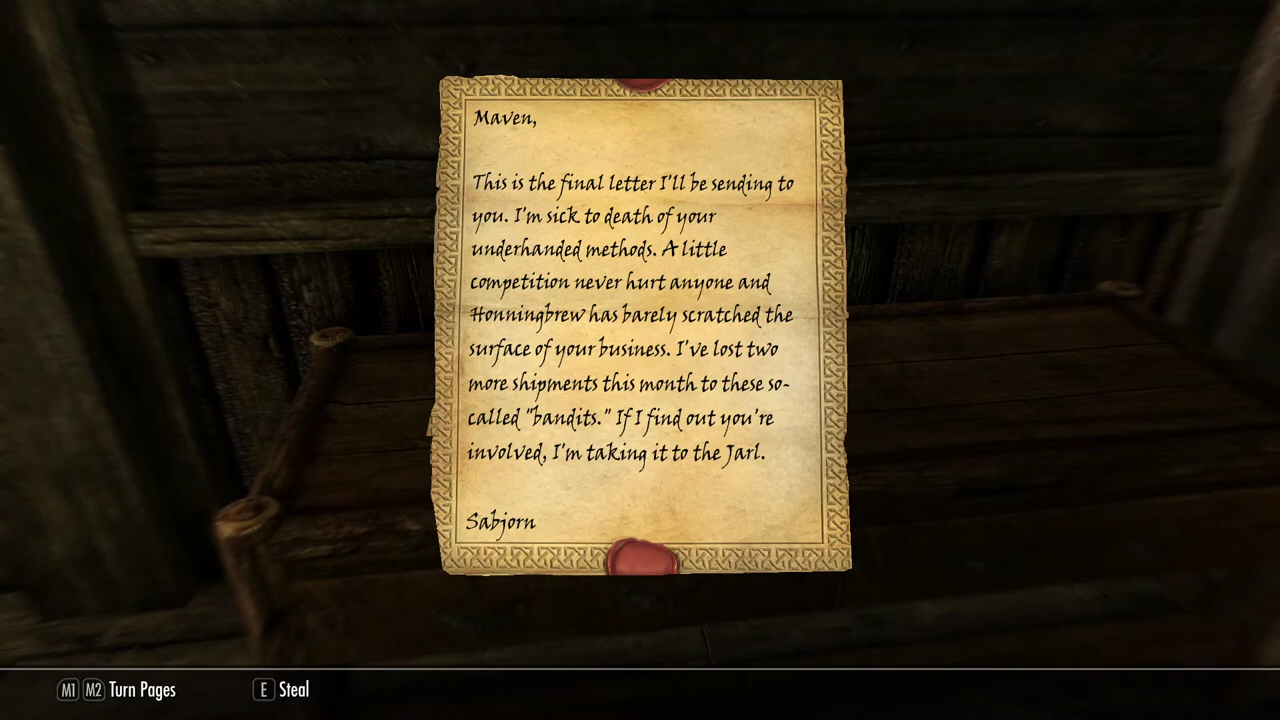 Maven,
This is the final letter I'll be sending to
you. I'm sick to death of your
underhanded methods. A little
competition never hurt anyone and
Honningbrew has barely scratched the
surface of your business. I've lost two
more shipments this month to these so-
called "bandits." If I find out you're
involved, I'm taking it to the Jarl.
Sabjorn
M1 M2 Turn Pages E Steal